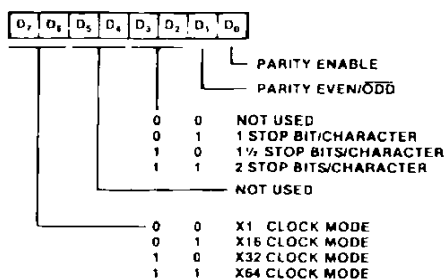 D7 D6 D5 D4 D3 D2 D1 D0
PARITY ENABLE
PARITY EVEN/ODD
0 0 NOT USED
0 1 1 STOP BIT/CHARACTER
1 0 1½ STOP BITS/CHARACTER
1 1 2 STOP BITS/CHARACTER
NOT USED
0 0 X1 CLOCK MODE
0 1 X16 CLOCK MODE
1 0 X32 CLOCK MODE
1 1 X64 CLOCK MODE